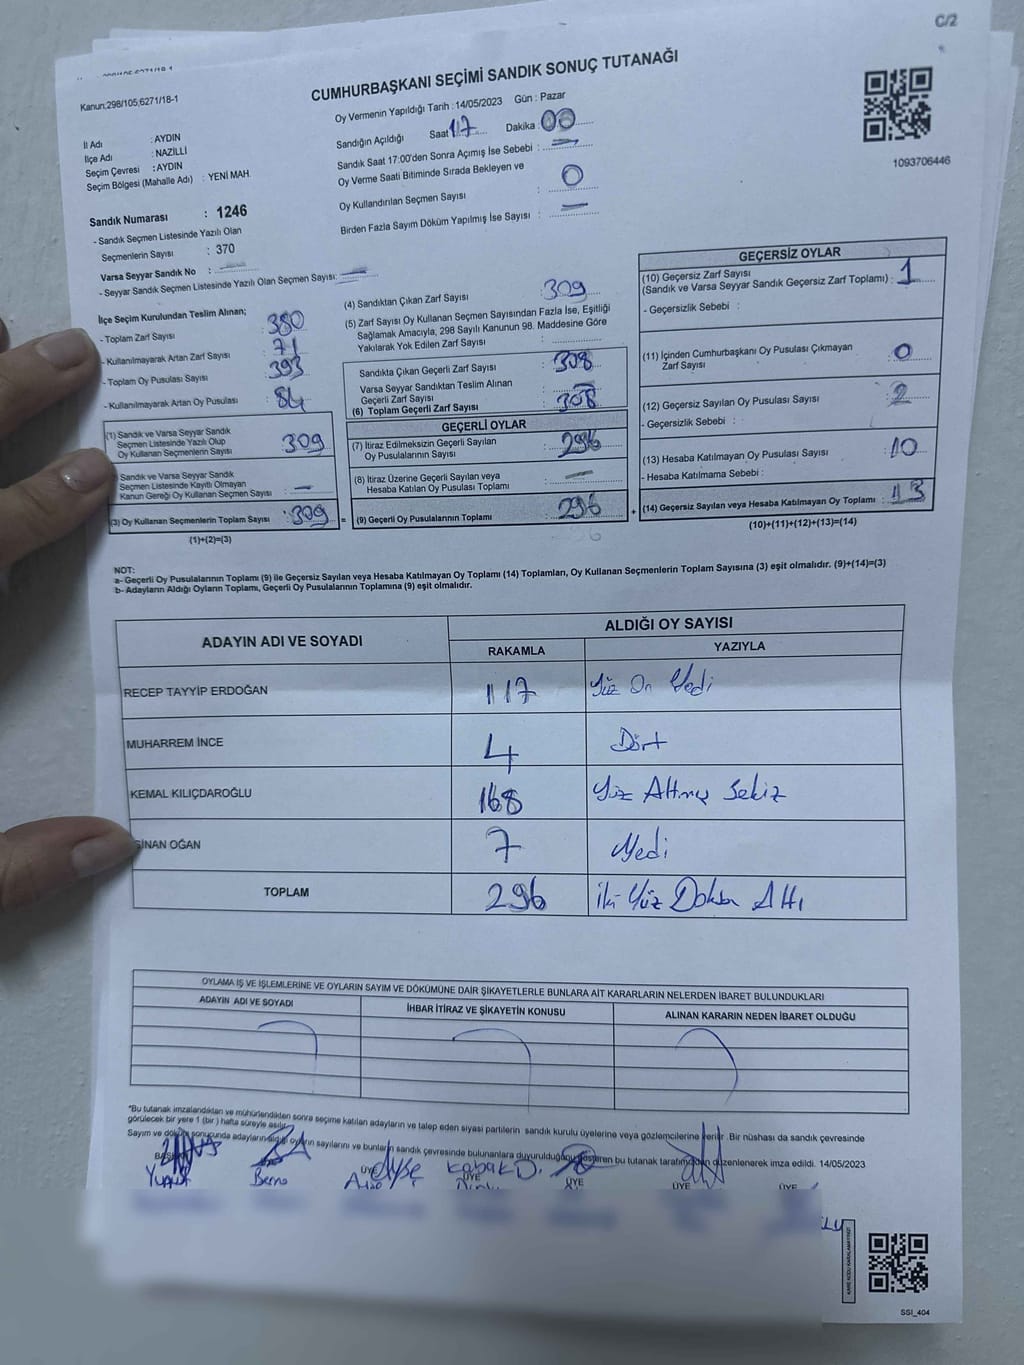 C/2
CUMHURBAŞKANI SEÇİMİ SANDIK SONUÇ TUTANAĞI
Kanun;298/105;6271/18-1
Oy Vermenin Yapıldığı Tarih : 14/05/2023 Gün : Pazar
Sandığın Açıldığı Saat 17 Dakika 00
Sandık Saat 17:00'den Sonra Açımış İse Sebebi : —
Oy Verme Saati Bitiminde Sırada Bekleyen ve
Oy Kullandırılan Seçmen Sayısı : 0
Birden Fazla Sayım Döküm Yapılmış İse Sayısı : —
1093706446
İl Adı : AYDIN
İlçe Adı : NAZİLLİ
Seçim Çevresi : AYDIN
Seçim Bölgesi (Mahalle Adı) : YENİ MAH.
Sandık Numarası : 1246
- Sandık Seçmen Listesinde Yazılı Olan
Seçmenlerin Sayısı : 370
Varsa Seyyar Sandık No : —
- Seyyar Sandık Seçmen Listesinde Yazılı Olan Seçmen Sayısı: —
İlçe Seçim Kurulundan Teslim Alınan;
- Toplam Zarf Sayısı : 380
- Kullanılmayarak Artan Zarf Sayısı : 71
- Toplam Oy Pusulası Sayısı : 393
- Kullanılmayarak Artan Oy Pusulası : 84
(1) Sandık ve Varsa Seyyar Sandık
Seçmen Listesinde Yazılı Olup
Oy Kullanan Seçmenlerin Sayısı : 309
Sandık ve Varsa Seyyar Sandık
Seçmen Listesinde Kayıtlı Olmayan
Kanun Gereği Oy Kullanan Seçmen Sayısı : —
(3) Oy Kullanan Seçmenlerin Toplam Sayısı : 309 =
(1)+(2)=(3)
(4) Sandıktan Çıkan Zarf Sayısı : 309
(5) Zarf Sayısı Oy Kullanan Seçmen Sayısından Fazla İse, Eşitliği
Sağlamak Amacıyla, 298 Sayılı Kanunun 98. Maddesine Göre
Yakılarak Yok Edilen Zarf Sayısı :
Sandıkta Çıkan Geçerli Zarf Sayısı : 308
Varsa Seyyar Sandıktan Teslim Alınan
Geçerli Zarf Sayısı : —
(6) Toplam Geçerli Zarf Sayısı : 308
GEÇERLİ OYLAR
(7) İtiraz Edilmeksizin Geçerli Sayılan
Oy Pusulalarının Sayısı : 296
(8) İtiraz Üzerine Geçerli Sayılan veya
Hesaba Katılan Oy Pusulası Toplamı : —
(9) Geçerli Oy Pusulalarının Toplamı : 296 +
GEÇERSİZ OYLAR
(10) Geçersiz Zarf Sayısı
(Sandık ve Varsa Seyyar Sandık Geçersiz Zarf Toplamı) : 1
- Geçersizlik Sebebi :
(11) İçinden Cumhurbaşkanı Oy Pusulası Çıkmayan
Zarf Sayısı : 0
(12) Geçersiz Sayılan Oy Pusulası Sayısı : 2
- Geçersizlik Sebebi :
(13) Hesaba Katılmayan Oy Pusulası Sayısı : 10
- Hesaba Katılmama Sebebi :
(14) Geçersiz Sayılan veya Hesaba Katılmayan Oy Toplamı : 13
(10)+(11)+(12)+(13)=(14)
NOT:
a- Geçerli Oy Pusulalarının Toplamı (9) ile Geçersiz Sayılan veya Hesaba Katılmayan Oy Toplamı (14) Toplamları, Oy Kullanan Seçmenlerin Toplam Sayısına (3) eşit olmalıdır. (9)+(14)=(3)
b- Adayların Aldığı Oyların Toplamı, Geçerli Oy Pusulalarının Toplamına (9) eşit olmalıdır.
ADAYIN ADI VE SOYADI ALDIĞI OY SAYISI
RAKAMLA YAZIYLA
RECEP TAYYİP ERDOĞAN 117 Yüz On Yedi
MUHARREM İNCE 4 Dört
KEMAL KILIÇDAROĞLU 168 Yüz Altmış Sekiz
SİNAN OĞAN 7 Yedi
TOPLAM 296 İki Yüz Doksan Altı
OYLAMA İŞ VE İŞLEMLERİNE VE OYLARIN SAYIM VE DÖKÜMÜNE DAİR ŞİKAYETLERLE BUNLARA AİT KARARLARIN NELERDEN İBARET BULUNDUKLARI
ADAYIN ADI VE SOYADI İHBAR İTİRAZ VE ŞİKAYETİN KONUSU ALINAN KARARIN NEDEN İBARET OLDUĞU
*Bu tutanak imzalandıktan ve mühürlendikten sonra seçime katılan adayların ve talep eden siyasi partilerin sandık kurulu üyelerine veya gözlemcilerine verilir. Bir nüshası da sandık çevresinde
görülecek bir yere 1 (bir) hafta süreyle asılır.
Sayım ve döküm sonucunda adayların aldığı oyların sayılarını ve bunların sandık çevresinde bulunanlara duyurulduğunu gösteren bu tutanak tarafımızdan düzenlenerek imza edildi. 14/05/2023
Berna Ayşe Kabak D.
ÜYE ÜYE ÜYE ÜYE ÜYE
KARE KODU KARALAMAYINIZ!
SSI_404